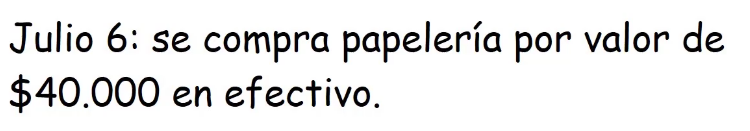 Julio 6: se compra papelería por valor de
$40.000 en efectivo.